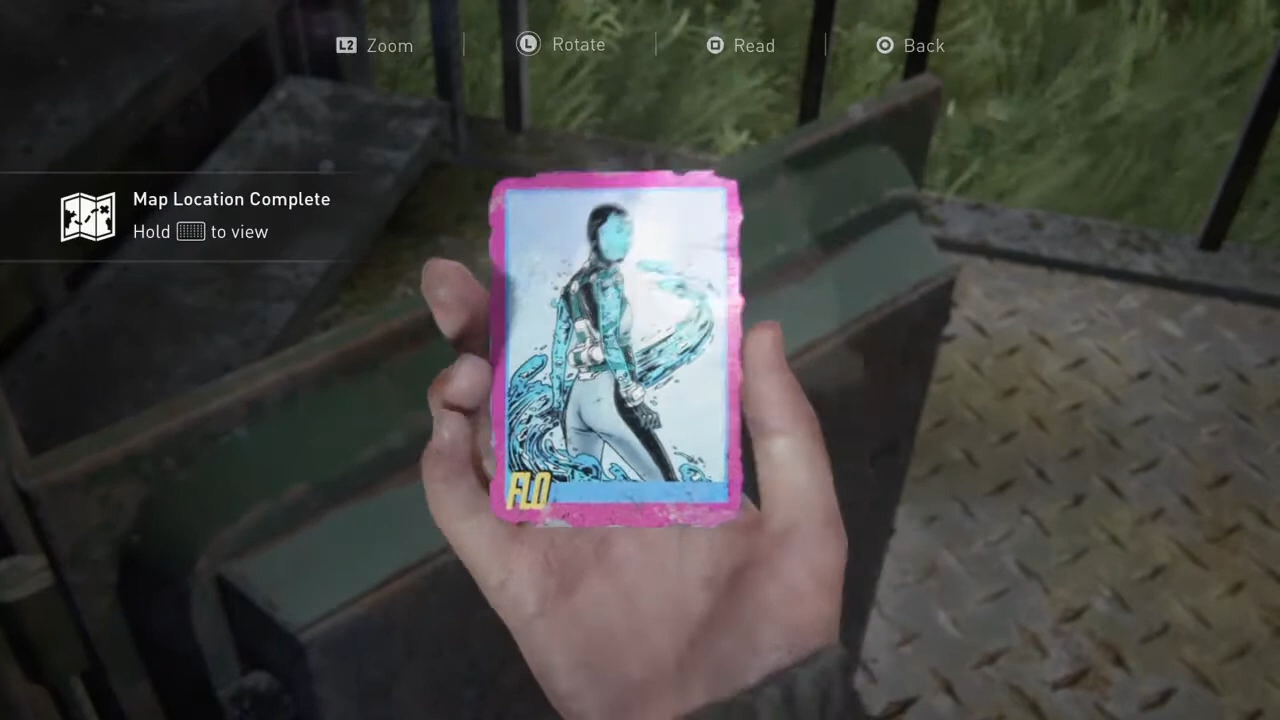 L2 Zoom
L Rotate
Read
Back
Map Location Complete
Hold to view
FLO